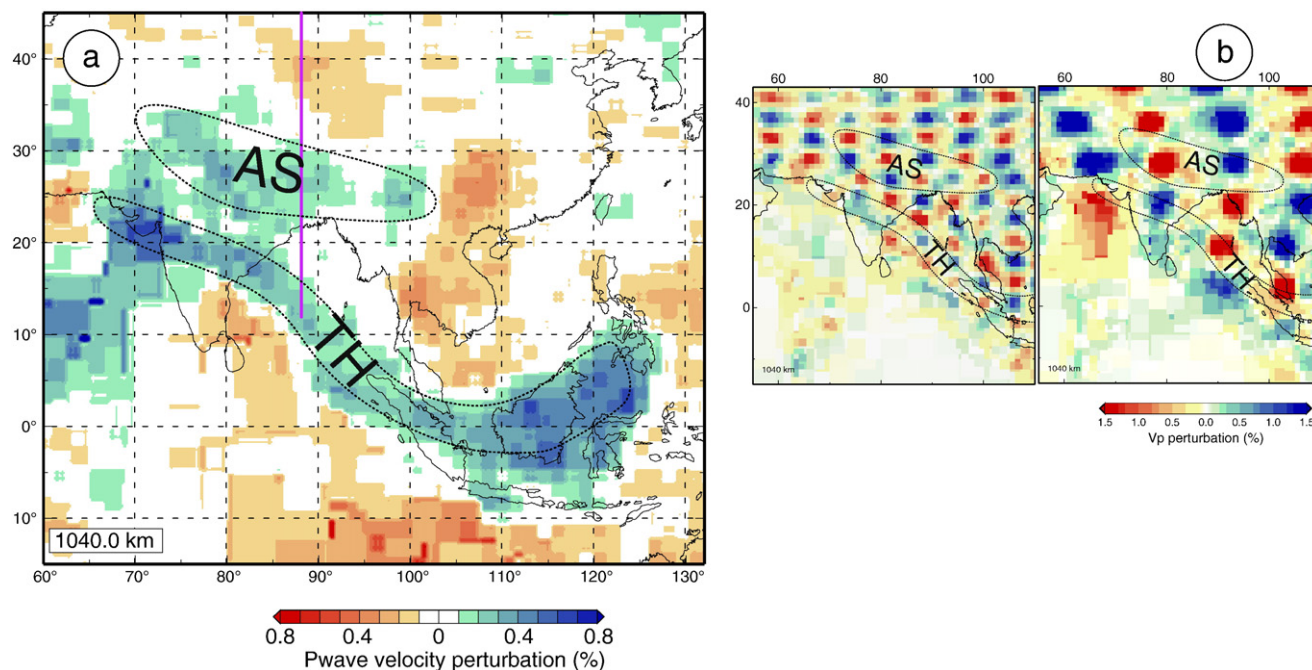 a
AS
TH
1040.0 km
40°
30°
20°
10°
0°
10°
60° 70° 80° 90° 100° 110° 120° 130°
0.8 0.4 0 0.4 0.8
Pwave velocity perturbation (%)
b
60 80 100
60 80 100
40
30
20
10
0
AS
TH
1040 km
AS
TH
1040 km
1.5 1.0 0.5 0.0 0.5 1.0 1.5
Vp perturbation (%)